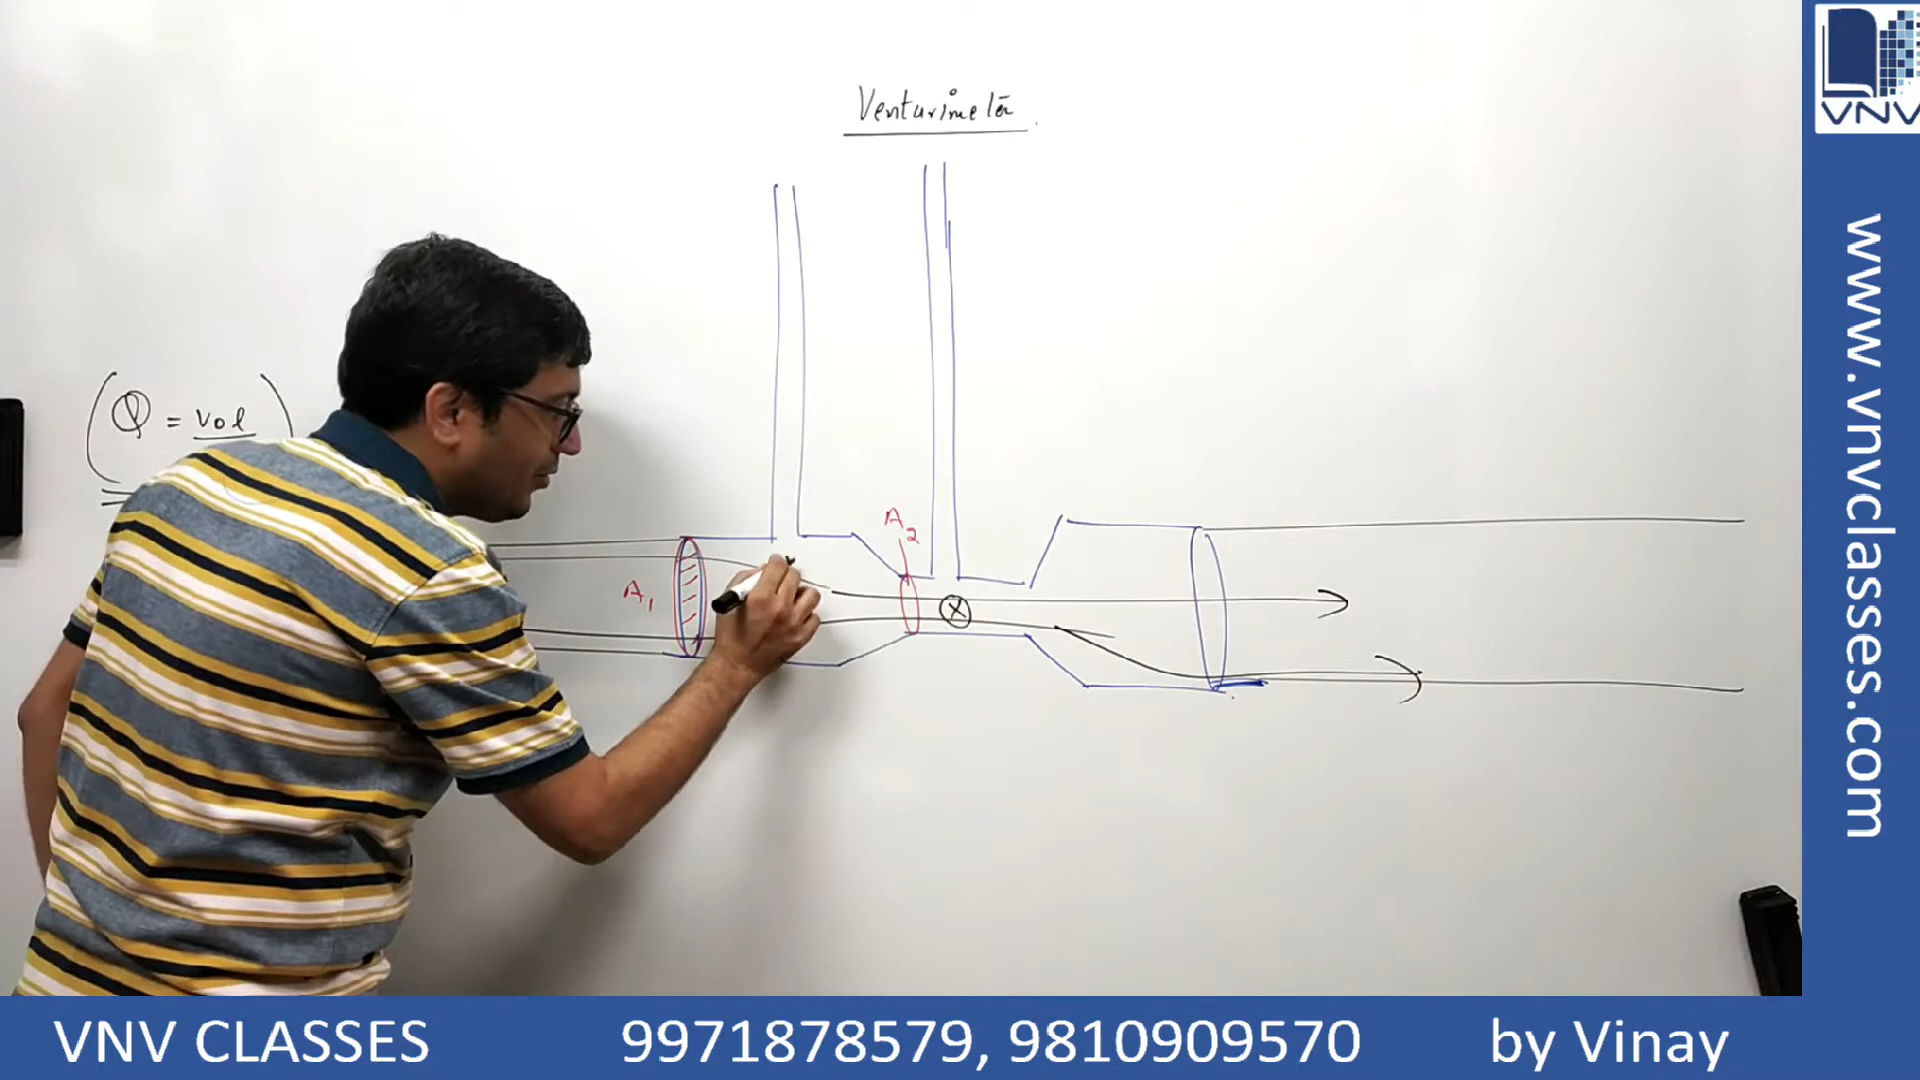 Venturimeter
Q = vol
A1
A2
X
VNV
www.vnvclasses.com
VNV CLASSES 9971878579, 9810909570 by Vinay